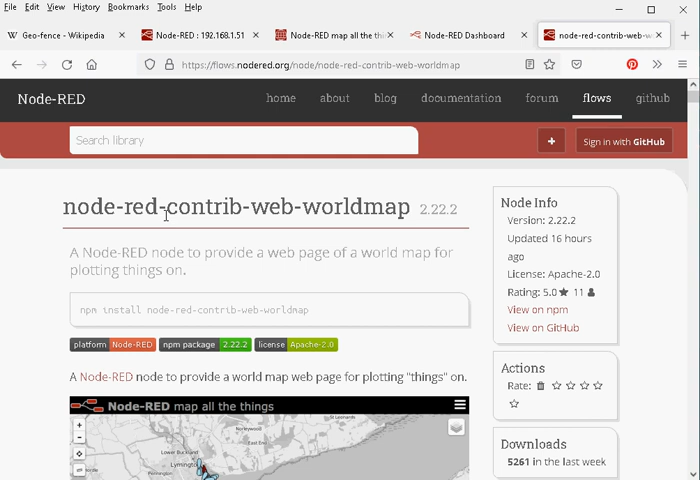 File Edit View History Bookmarks Tools Help
Geo-fence - Wikipedia
Node-RED : 192.168.1.51
Node-RED map all the thi
Node-RED Dashboard
node-red-contrib-web-w
https://flows.nodered.org/node/node-red-contrib-web-worldmap
Node-RED
home about blog documentation forum flows github
Search library
+ Sign in with GitHub
node-red-contrib-web-worldmap 2.22.2
A Node-RED node to provide a web page of a world map for
plotting things on.
npm install node-red-contrib-web-worldmap
platform Node-RED npm package 2.22.2 license Apache-2.0
A Node-RED node to provide a world map web page for plotting "things" on.
Node-RED map all the things
+
-
St Leonards
Norleywood
East End
Lower Buckland
Lymington
Node Info
Version: 2.22.2
Updated 16 hours
ago
License: Apache-2.0
Rating: 5.0 11
View on npm
View on GitHub
Actions
Rate:
Downloads
5261 in the last week